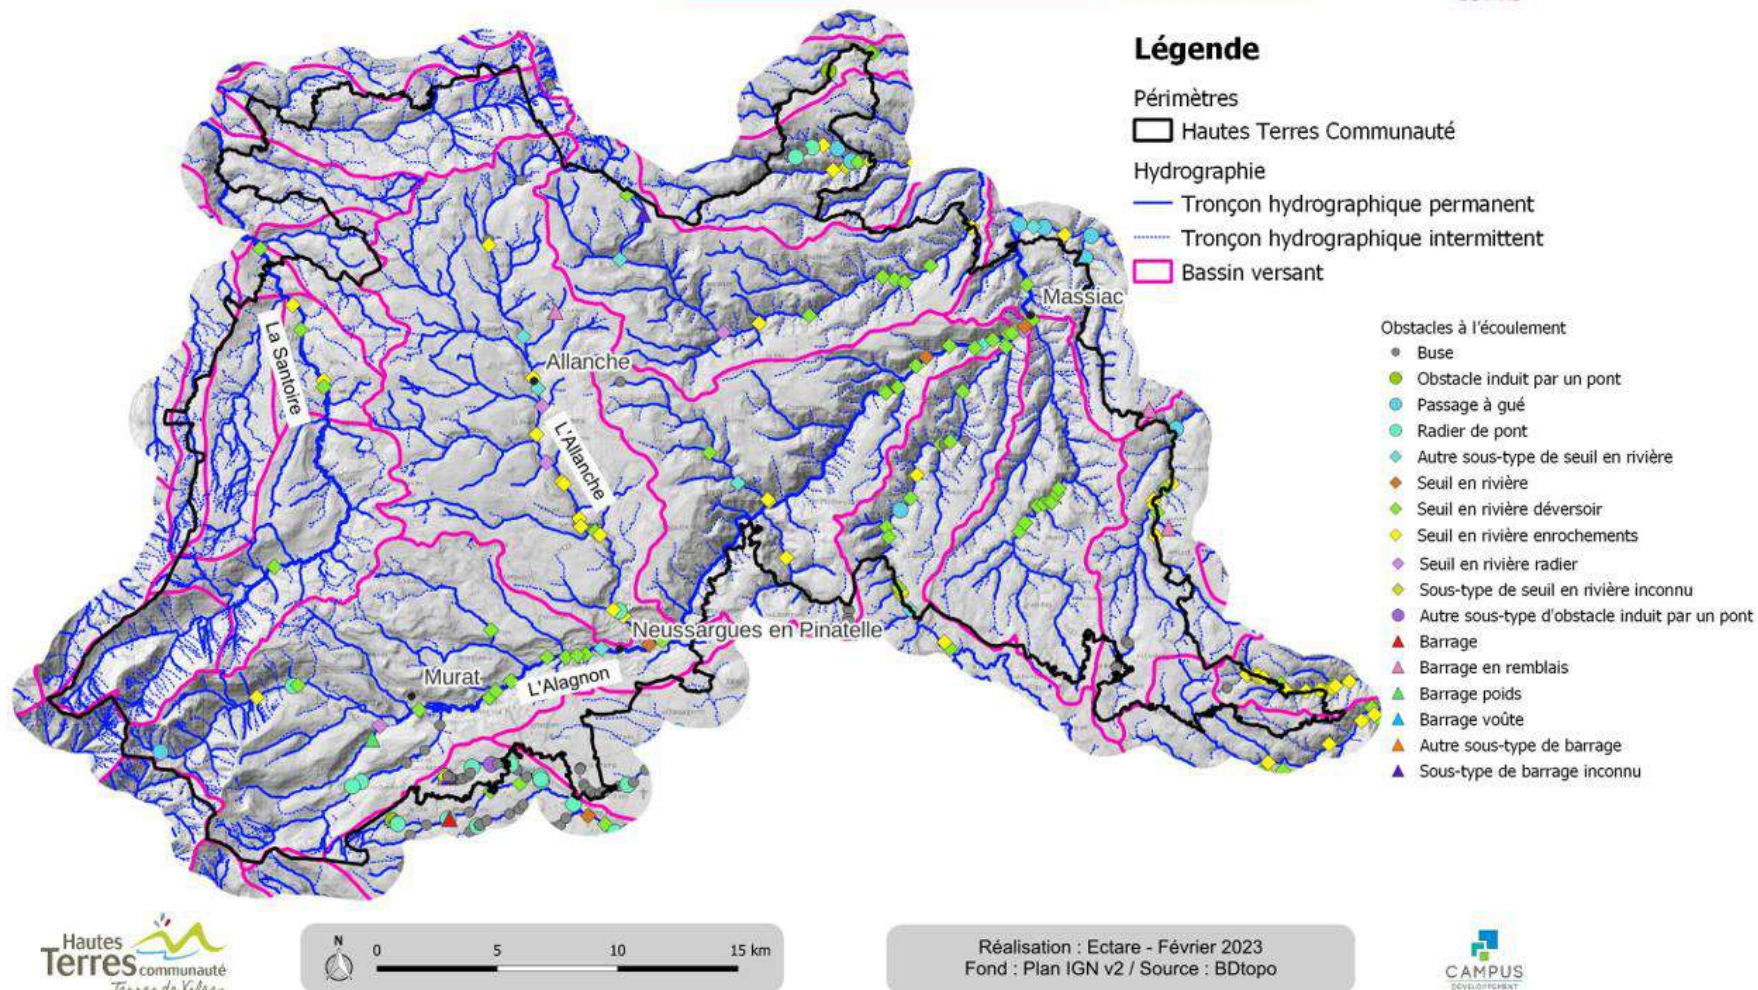 Légende
Périmètres
Hautes Terres Communauté
Hydrographie
Tronçon hydrographique permanent
Tronçon hydrographique intermittent
Bassin versant
Obstacles à l'écoulement
Buse
Obstacle induit par un pont
Passage à gué
Radier de pont
Autre sous-type de seuil en rivière
Seuil en rivière
Seuil en rivière déversoir
Seuil en rivière enrochements
Seuil en rivière radier
Sous-type de seuil en rivière inconnu
Autre sous-type d'obstacle induit par un pont
Barrage
Barrage en remblais
Barrage poids
Barrage voûte
Autre sous-type de barrage
Sous-type de barrage inconnu
Massiac
La Santoire
Allanche
L'Allanche
Neussargues en Pinatelle
Murat
L'Alagnon
Hautes
Terres communauté
N
0 5 10 15 km
Réalisation : Ectare - Février 2023
Fond : Plan IGN v2 / Source : BDtopo
CAMPUS
DÉVELOPPEMENT